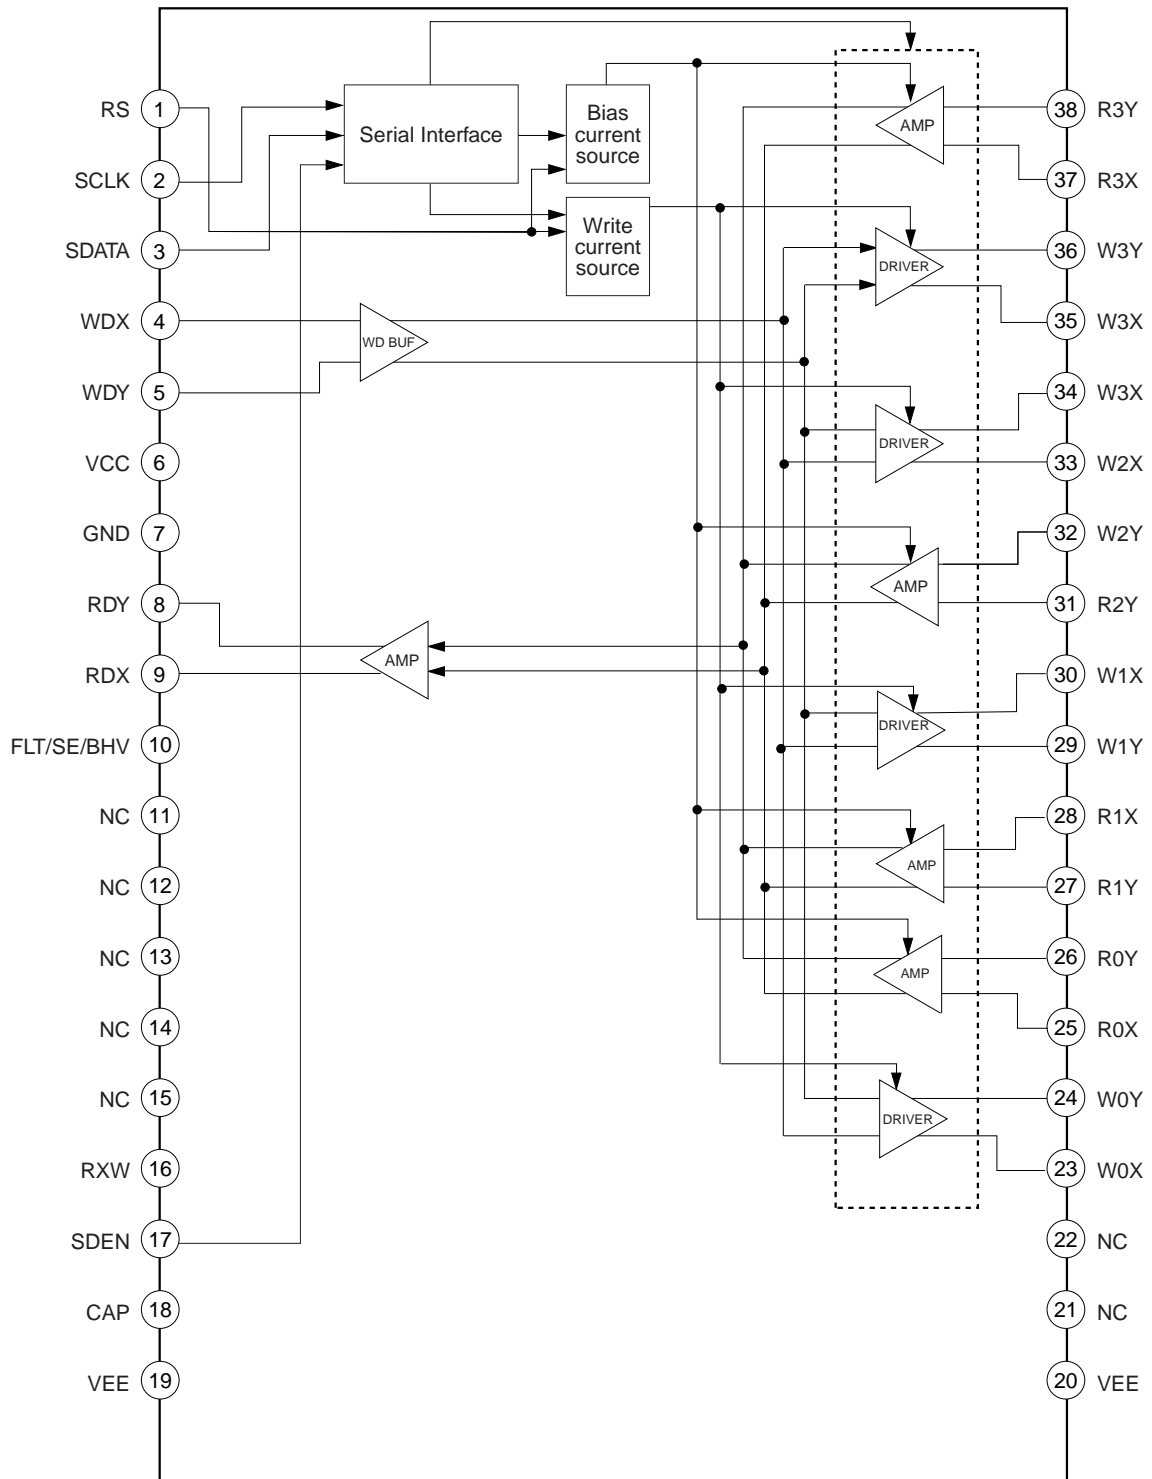 RS 1
SCLK 2
SDATA 3
WDX 4
WDY 5
VCC 6
GND 7
RDY 8
RDX 9
FLT/SE/BHV 10
NC 11
NC 12
NC 13
NC 14
NC 15
RXW 16
SDEN 17
CAP 18
VEE 19
Serial Interface
Bias
current
source
Write
current
source
WD BUF
AMP
AMP
DRIVER
DRIVER
AMP
DRIVER
AMP
AMP
DRIVER
38 R3Y
37 R3X
36 W3Y
35 W3X
34 W3X
33 W2X
32 W2Y
31 R2Y
30 W1X
29 W1Y
28 R1X
27 R1Y
26 R0Y
25 R0X
24 W0Y
23 W0X
22 NC
21 NC
20 VEE